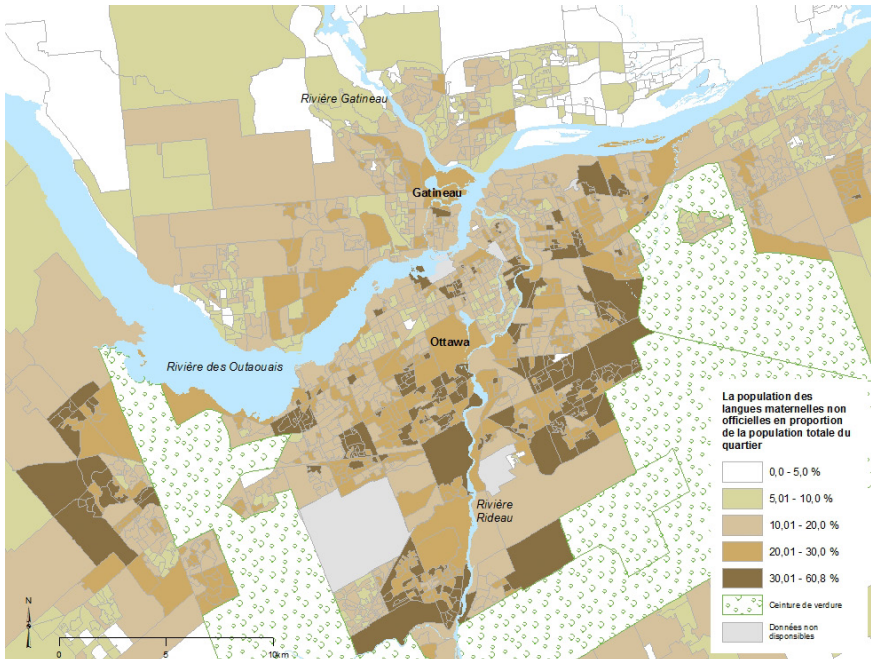 Rivière Gatineau
Gatineau
Ottawa
Rivière des Outaouais
Rivière
Rideau
La population des
langues maternelles non
officielles en proportion
de la population totale du
quartier
0,0 - 5,0 %
5,01 - 10,0 %
10,01 - 20,0 %
20,01 - 30,0 %
30,01 - 60,8 %
Ceinture de verdure
Données non
disponibles
N
0 5 10km